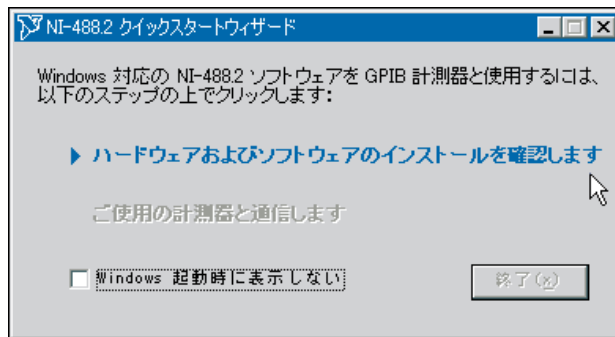 NI-488.2 クイックスタートウィザード
Windows 対応の NI-488.2 ソフトウェアを GPIB 計測器と使用するには、
以下のステップの上でクリックします：
ハードウェアおよびソフトウェアのインストールを確認します
ご使用の計測器と通信します
Windows 起動時に表示しない
終了(x)